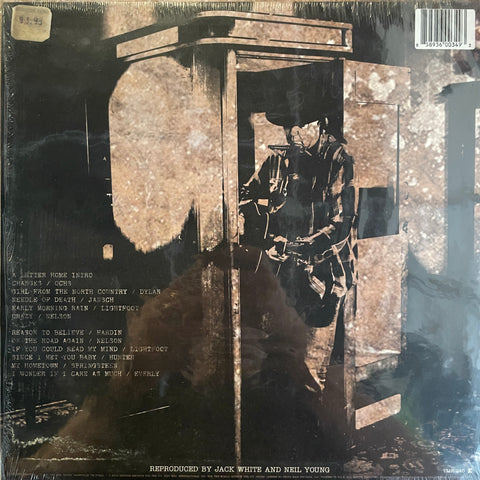 A LETTER HOME INTRO
CHANGES / OCHS
GIRL FROM THE NORTH COUNTRY / DYLAN
NEEDLE OF DEATH / JANSCH
EARLY MORNING RAIN / LIGHTFOOT
CRAZY / NELSON
REASON TO BELIEVE / HARDIN
ON THE ROAD AGAIN / NELSON
IF YOU COULD READ MY MIND / LIGHTFOOT
SINCE I MET YOU BABY / HUNTER
MY HOMETOWN / SPRINGSTEEN
I WONDER IF I CARE AS MUCH / EVERLY
REPRODUCED BY JACK WHITE AND NEIL YOUNG